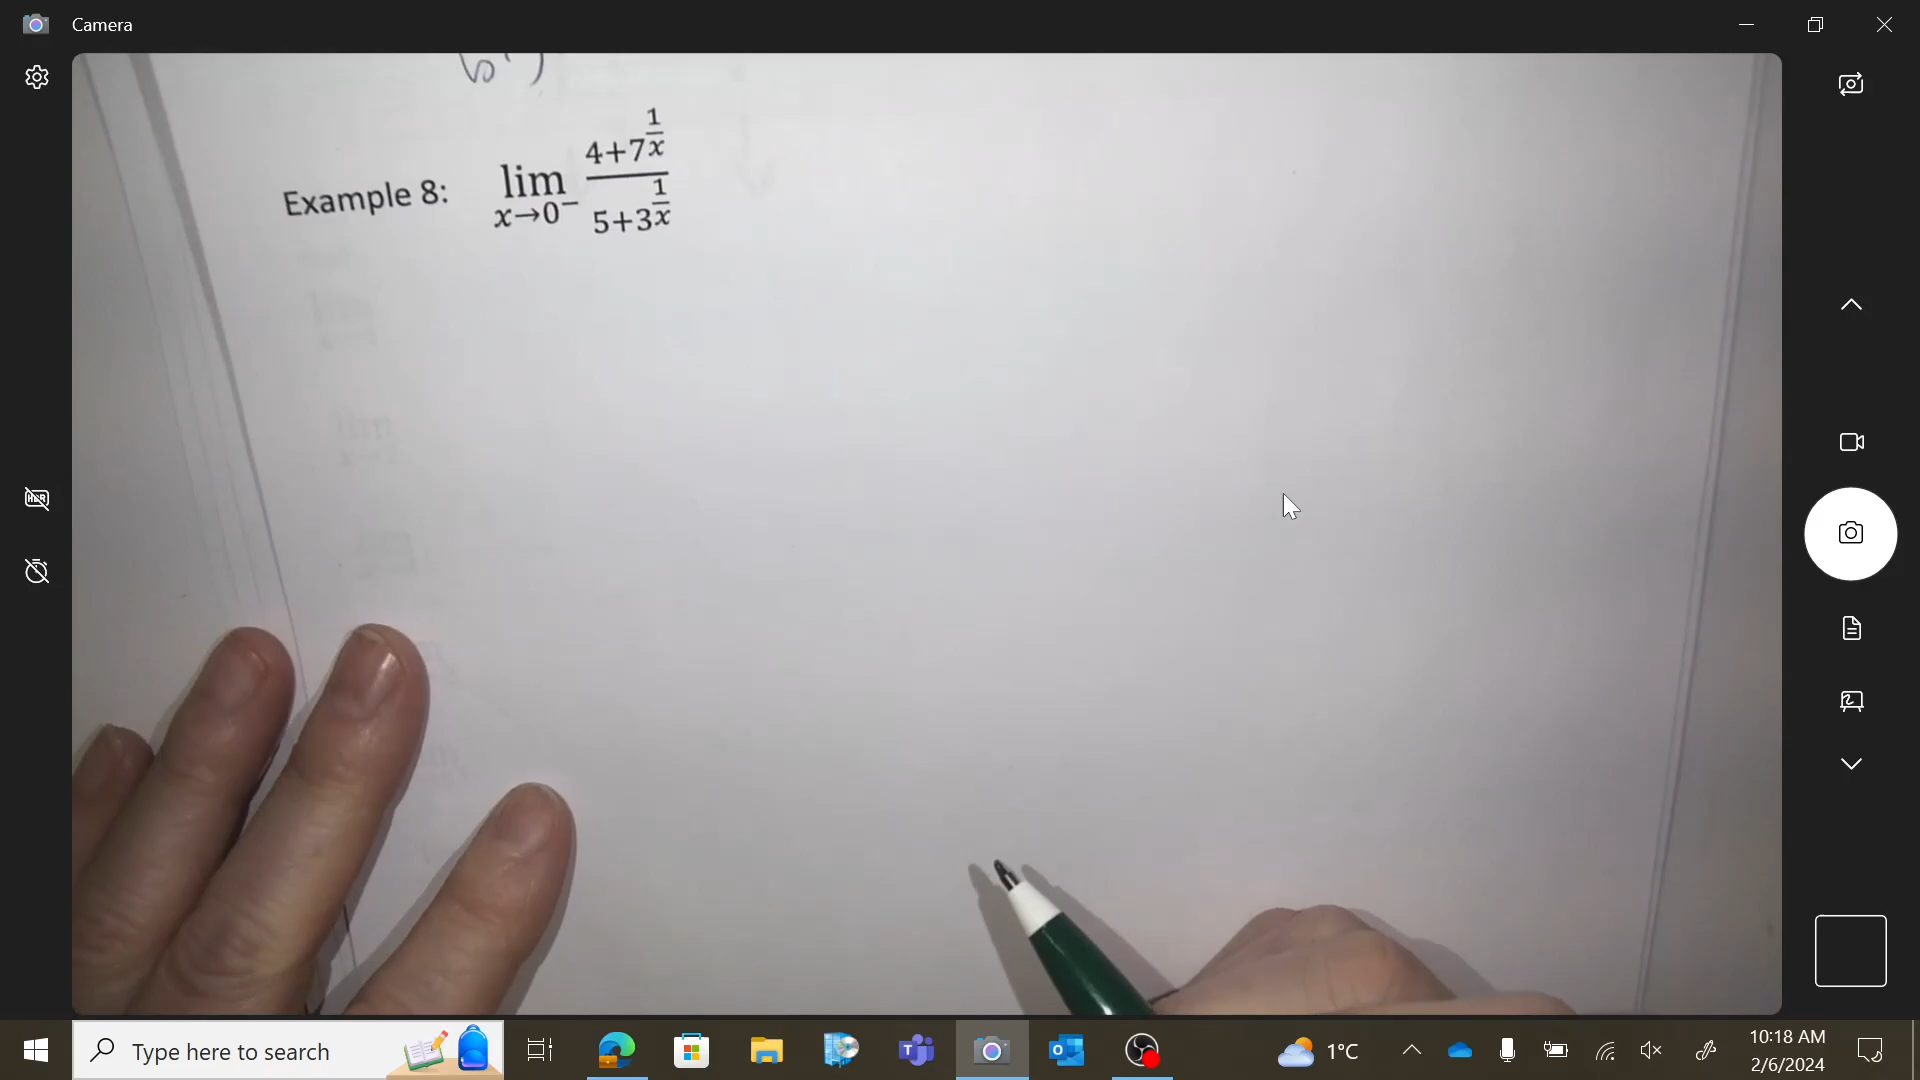 Camera
Example 8: lim x→0⁻ (4+7^(1/x))/(5+3^(1/x))
Type here to search
1°C
10:18 AM
2/6/2024